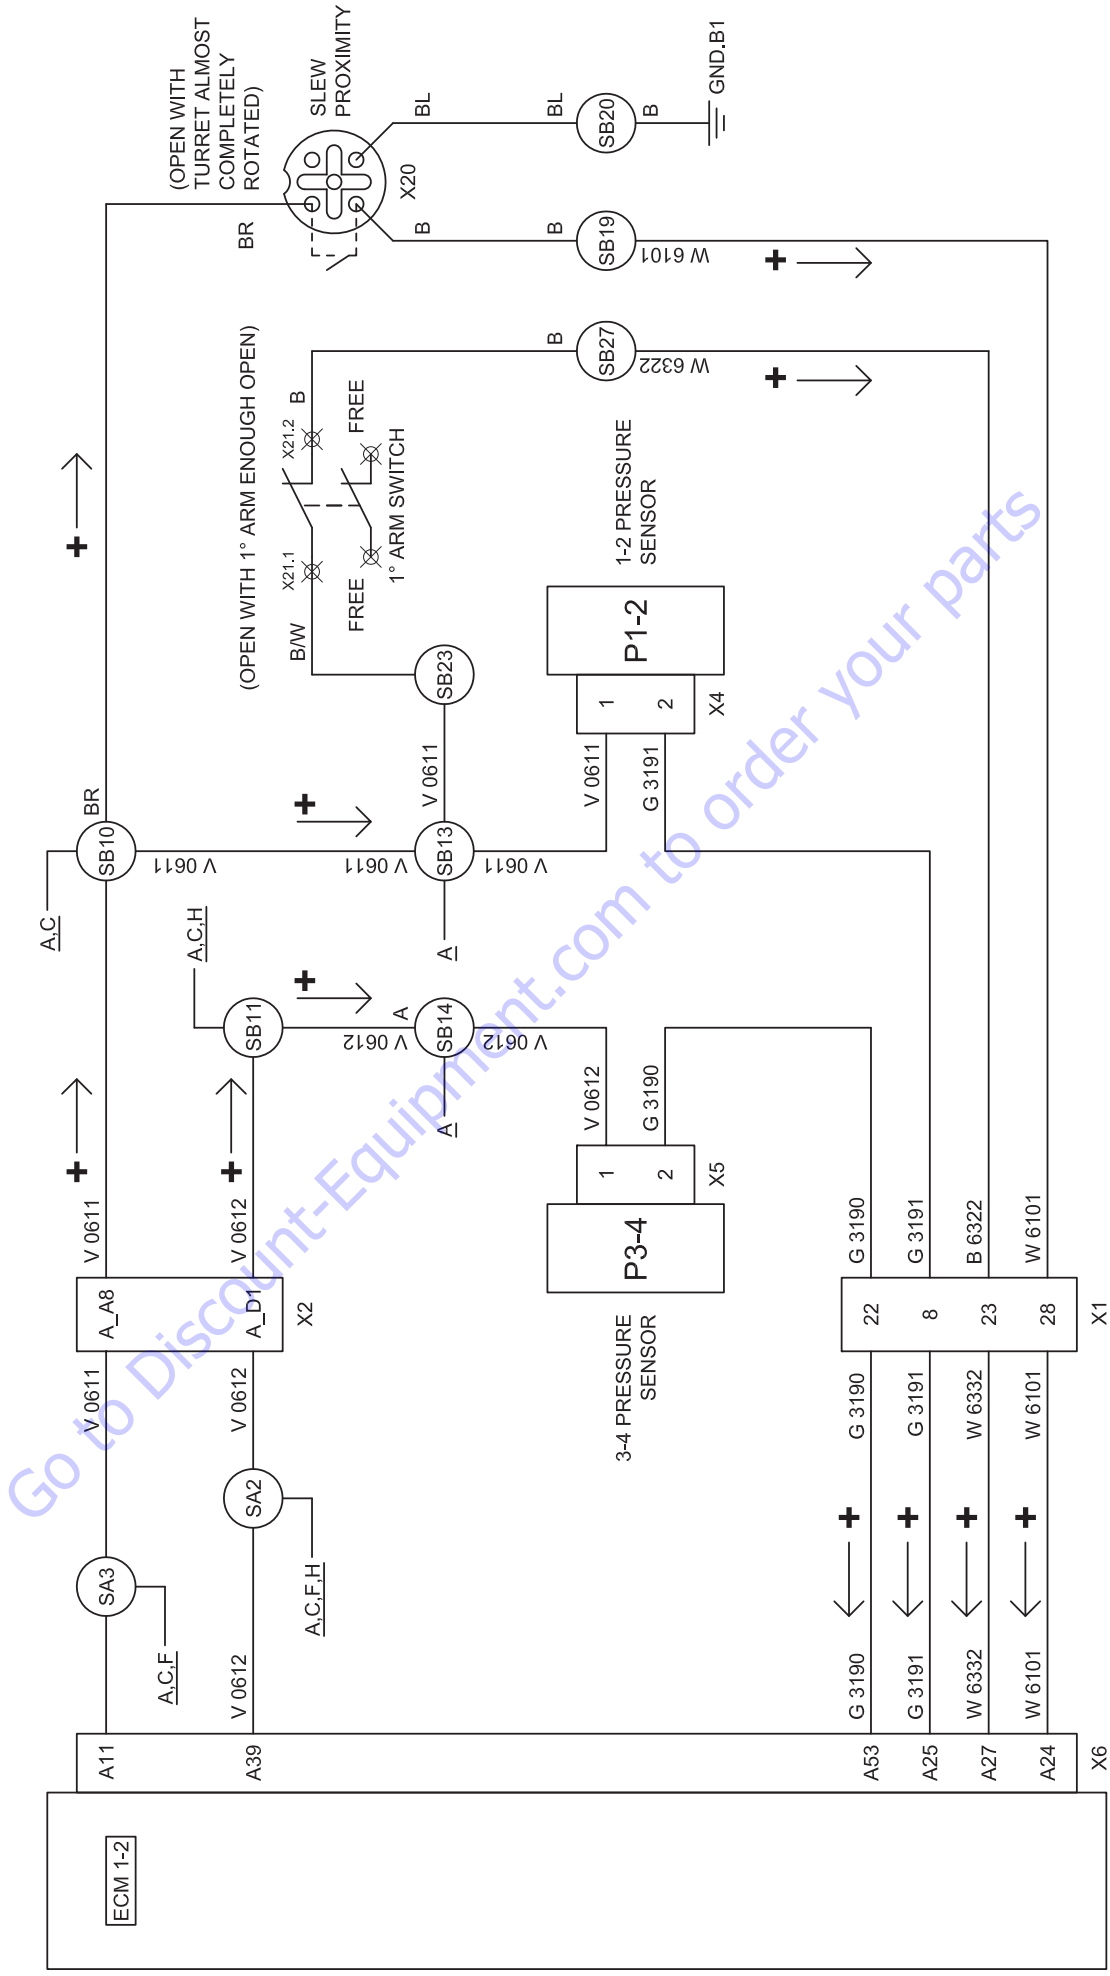 (OPEN WITH
TURRET ALMOST
COMPLETELY
ROTATED)
SLEW
PROXIMITY
BR
X20
BL
BL
SB20
B
GND.B1
B
B
SB19
W 6101
+
+
(OPEN WITH 1° ARM ENOUGH OPEN)
X21.1
X21.2
B/W
B
FREE
FREE
1° ARM SWITCH
B
SB27
W 6322
+
SB23
V 0611
1-2 PRESSURE
SENSOR
P1-2
1
2
X4
V 0611
G 3191
A,C
SB10
BR
V 0611
+
V 0611
SB13
V 0611
A
A,C,H
SB11
+
V 0612
A
SB14
V 0612
A
V 0612
G 3190
1
2
X5
P3-4
3-4 PRESSURE
SENSOR
+
+
V 0611
V 0612
A_A8
A_D1
X2
V 0611
V 0612
SA3
A,C,F
SA2
A,C,F,H
V 0612
G 3190
G 3191
B 6322
W 6101
22
8
23
28
X1
G 3190
G 3191
W 6332
W 6101
+
+
+
+
G 3190
G 3191
W 6332
W 6101
A11
A39
A53
A25
A27
A24
X6
ECM 1-2
Go to Discount-Equipment.com to order your parts